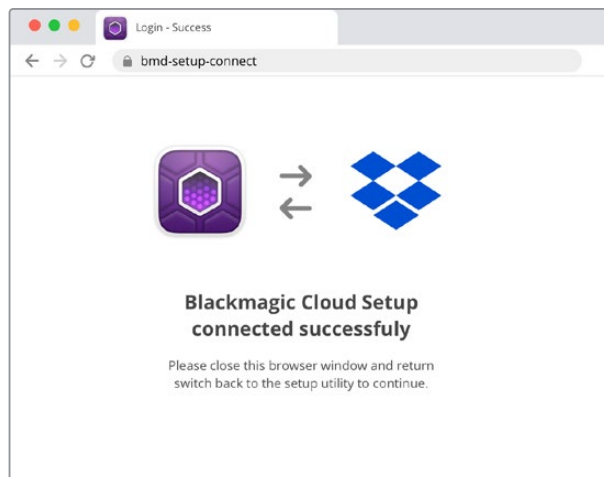 Login - Success
bmd-setup-connect
Blackmagic Cloud Setup
connected successfuly
Please close this browser window and return
switch back to the setup utility to continue.